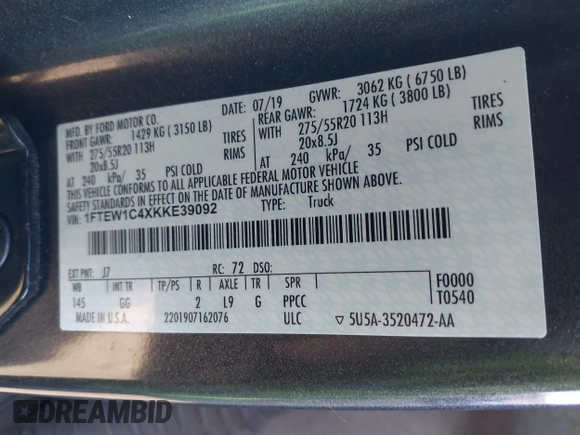 MFD. BY FORD MOTOR CO. DATE: 07/19 GVWR: 3062 KG ( 6750 LB)
FRONT GAWR: 1429 KG ( 3150 LB) REAR GAWR: 1724 KG ( 3800 LB)
WITH 275/55R20 113H TIRES WITH 275/55R20 113H TIRES
20x8.5J RIMS 20x8.5J RIMS
AT 240 kPa/ 35 PSI COLD AT 240 kPa/ 35 PSI COLD
THIS VEHICLE CONFORMS TO ALL APPLICABLE FEDERAL MOTOR VEHICLE
SAFETY STANDARDS IN EFFECT ON THE DATE OF MANUFACTURE SHOWN ABOVE.
VIN: 1FTEW1C4XKKE39092 TYPE: Truck
EXT PNT: J7 RC: 72 DSO:
WB INT TR TP/PS R AXLE TR SPR F0000
145 GG 2 L9 G PPCC T0540
MADE IN U.S.A. 2201907162076 ULC ▽ 5U5A-3520472-AA
DREAMBID